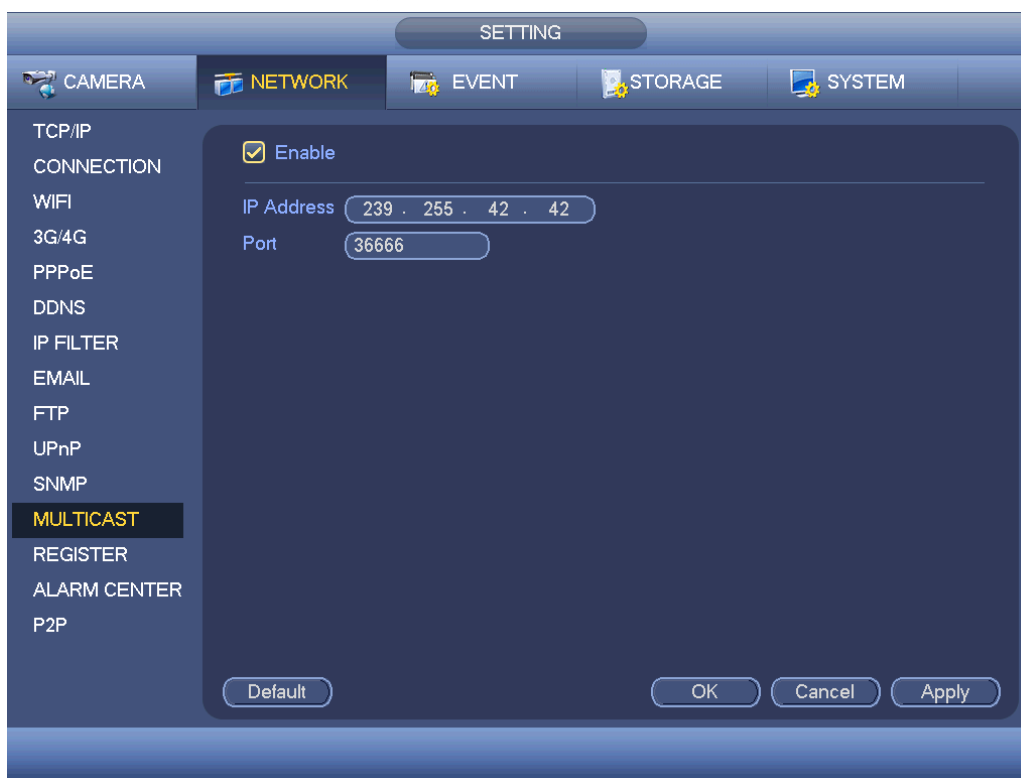 SETTING
CAMERA NETWORK EVENT STORAGE SYSTEM
TCP/IP
CONNECTION
WIFI
3G/4G
PPPoE
DDNS
IP FILTER
EMAIL
FTP
UPnP
SNMP
MULTICAST
REGISTER
ALARM CENTER
P2P
Enable
IP Address 239 . 255 . 42 . 42
Port 36666
Default OK Cancel Apply